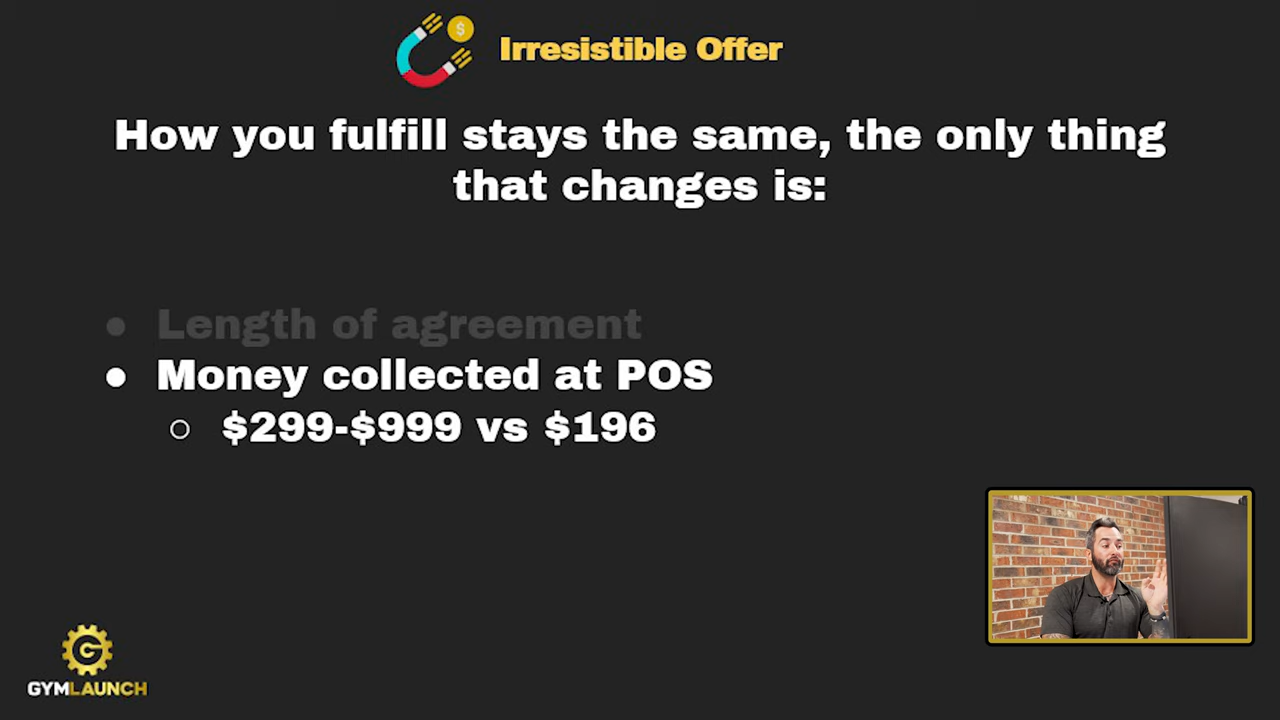 $
Irresistible Offer
How you fulfill stays the same, the only thing
that changes is:
● Length of agreement
● Money collected at POS
○ $299-$999 vs $196
G
GYMLAUNCH